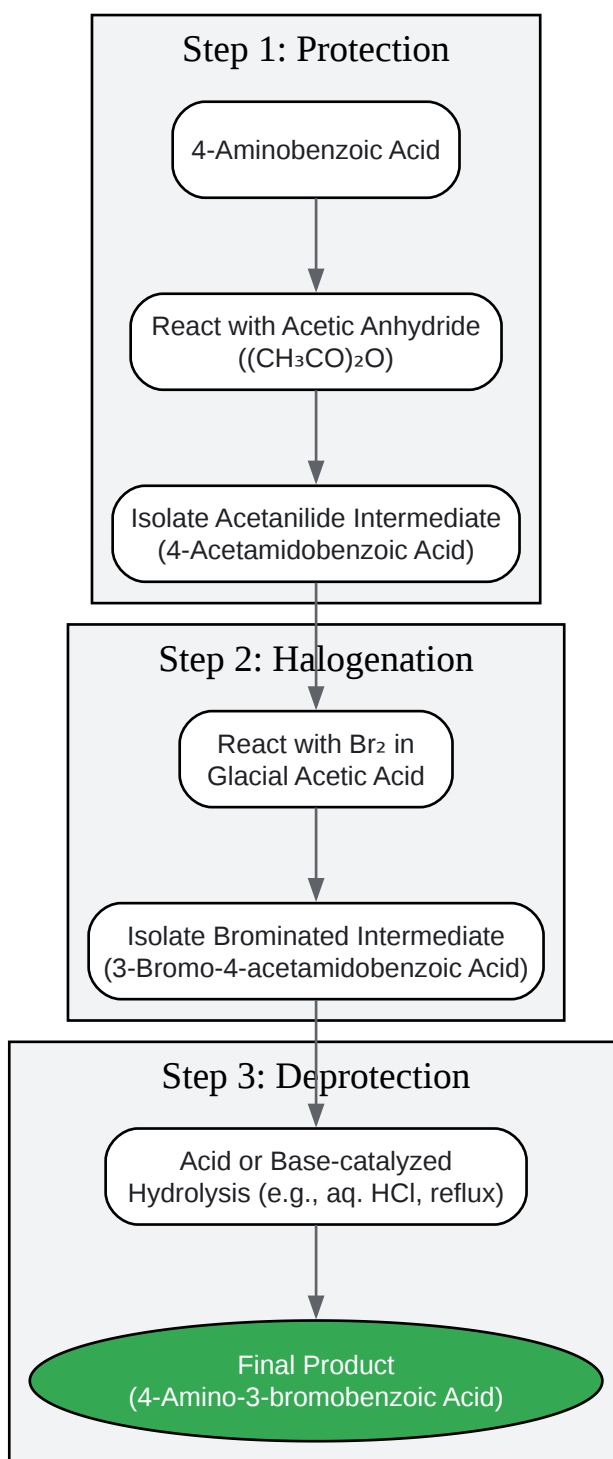 Step 1: Protection
4-Aminobenzoic Acid
React with Acetic Anhydride
((CH₃CO)₂O)
Isolate Acetanilide Intermediate
(4-Acetamidobenzoic Acid)
Step 2: Halogenation
React with Br₂ in
Glacial Acetic Acid
Isolate Brominated Intermediate
(3-Bromo-4-acetamidobenzoic Acid)
Step 3: Deprotection
Acid or Base-catalyzed
Hydrolysis (e.g., aq. HCl, reflux)
Final Product
(4-Amino-3-bromobenzoic Acid)